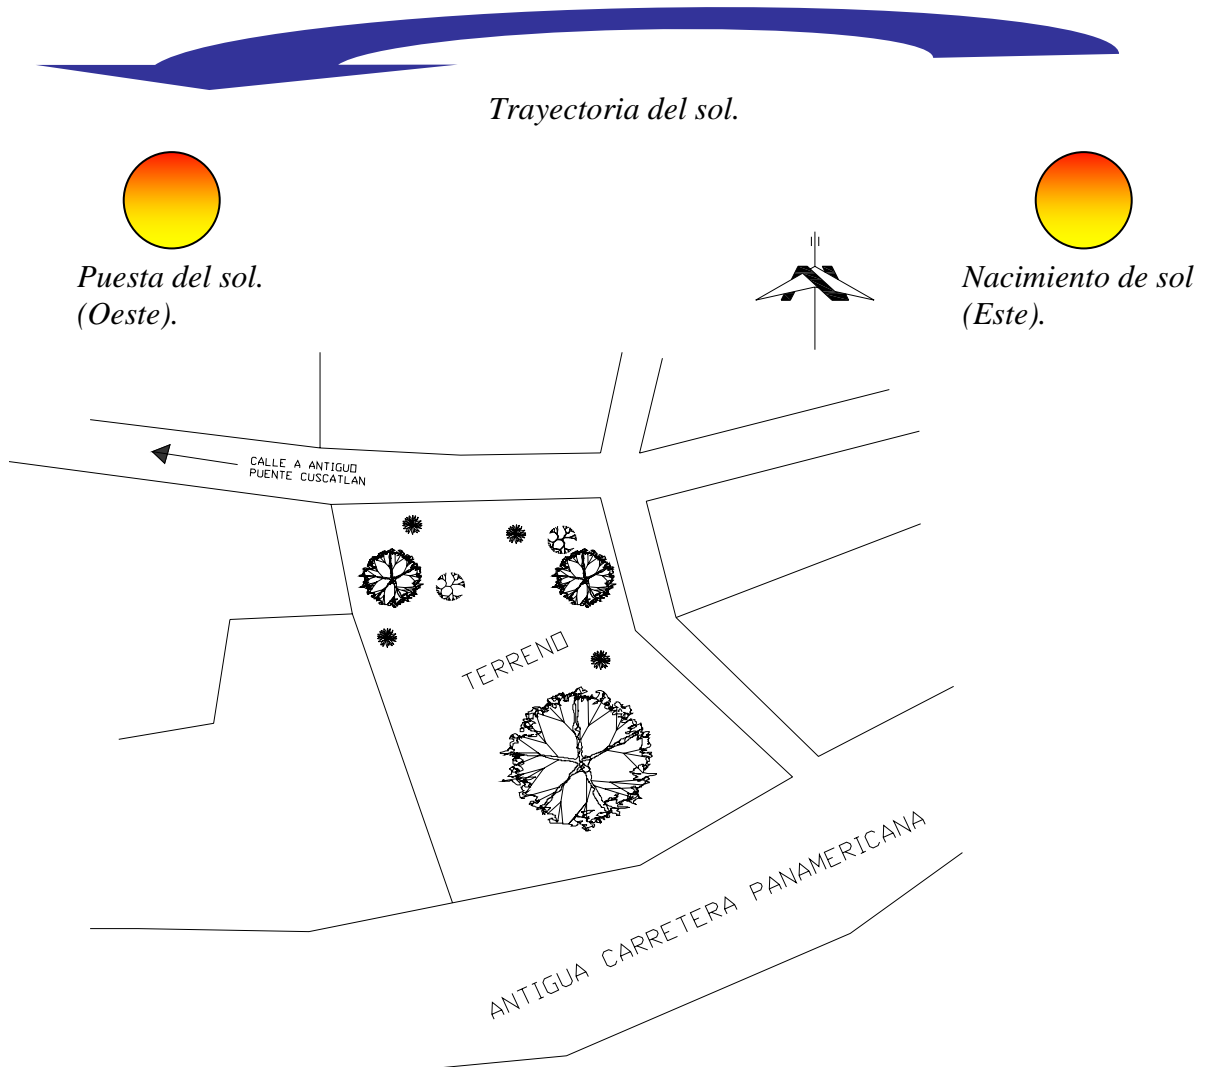 Trayectoria del sol.
Puesta del sol.
(Oeste).
Nacimiento de sol
(Este).
N
CALLE A ANTIGUO
PUENTE CUSCATLAN
TERRENO
ANTIGUA CARRETERA PANAMERICANA